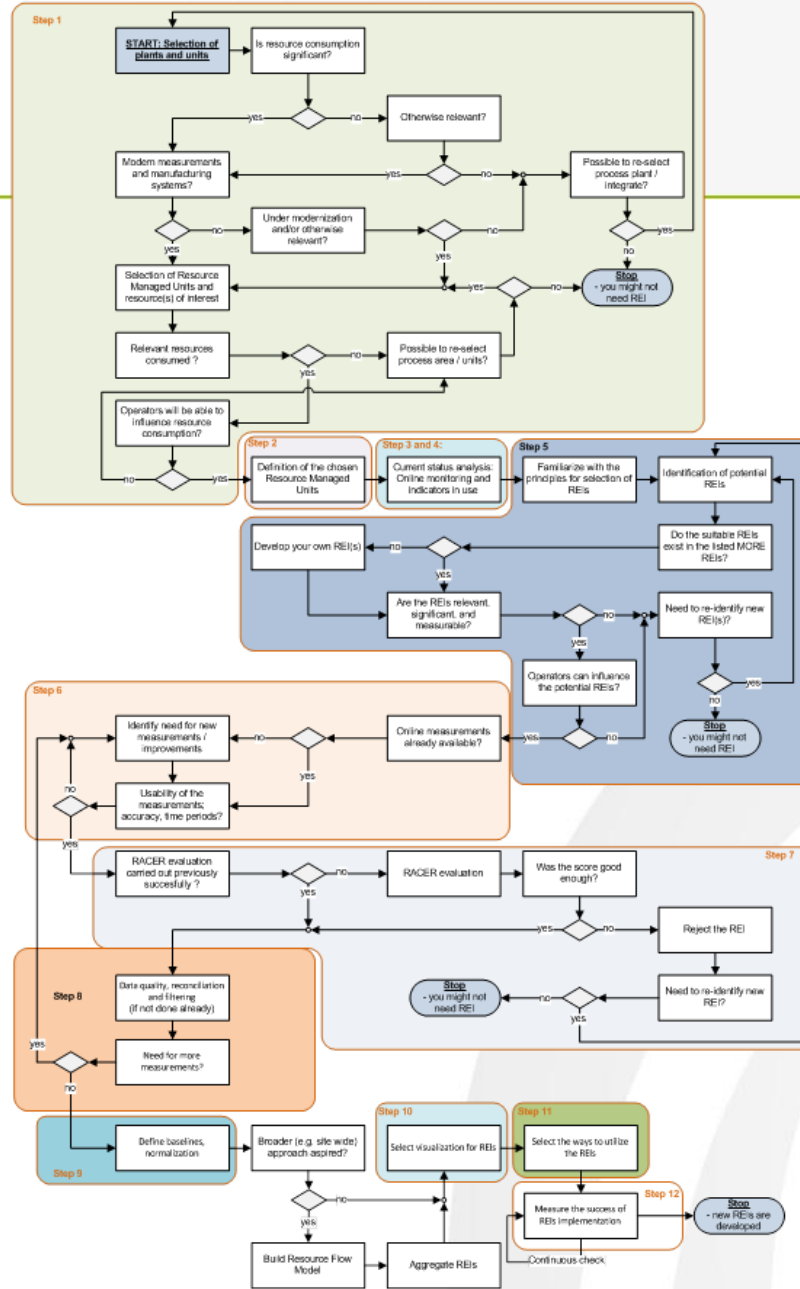 Step 1
START: Selection of
plants and units
Is resource consumption
significant?
yes
no
Otherwise relevant?
Modern measurements
and manufacturing
systems?
yes
no
Possible to re-select
process plant /
integrate?
no
Under modernization
and/or otherwise
relevant?
no
yes
yes
yes
no
Selection of Resource
Managed Units and
resource(s) of interest
yes
no
Stop
- you might not
need REI
Relevant resources
consumed ?
no
yes
Possible to re-select
process area / units?
Operators will be able to
influence resource
consumption?
no
yes
Step 2
Definition of the chosen
Resource Managed
Units
Step 3 and 4:
Current status analysis:
Online monitoring and
indicators in use
Step 5
Familiarize with the
principles for selection of
REIs
Identification of potential
REIs
Develop your own REI(s)
no
yes
Do the suitable REIs
exist in the listed MORE
REIs?
Are the REIs relevant,
significant, and
measurable?
no
yes
Need to re-identify new
REI(s)?
Operators can influence
the potential REIs?
yes
no
yes
no
Stop
- you might not
need REI
Step 6
Identify need for new
measurements /
improvements
no
yes
Online measurements
already available?
Usability of the
measurements;
accuracy, time periods?
no
yes
Step 7
RACER evaluation
carried out previously
succesfully ?
no
yes
RACER evaluation
Was the score good
enough?
yes
no
Reject the REI
Need to re-identify new
REI?
no
yes
Stop
- you might not
need REI
Step 8
Data quality, reconciliation
and filtering
(if not done already)
Need for more
measurements?
yes
no
Step 9
Define baselines,
normalization
Broader (e.g. site wide)
approach aspired?
no
yes
Build Resource Flow
Model
Aggregate REIs
Step 10
Select visualization for REIs
Step 11
Select the ways to utilize
the REIs
Step 12
Measure the success of
REIs implementation
Continuous check
Stop
- new REIs are
developed